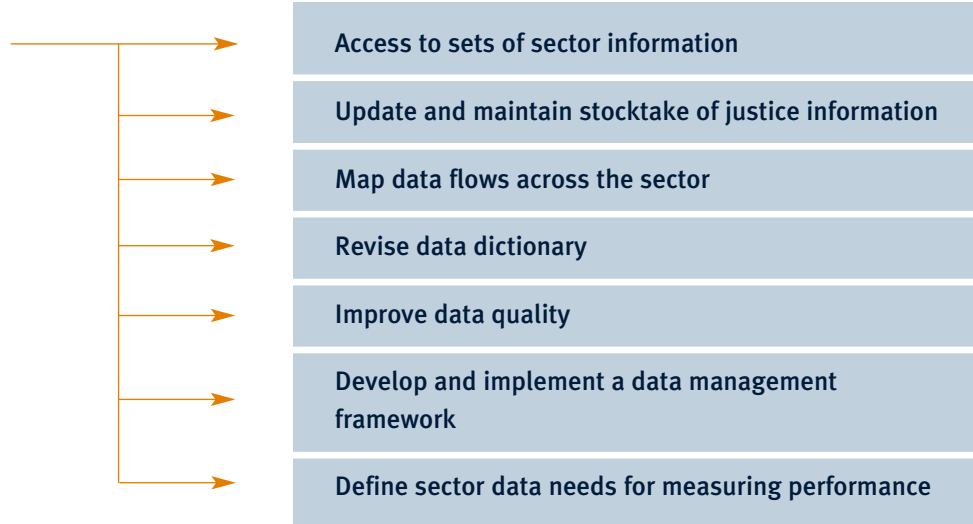 Access to sets of sector information
Update and maintain stocktake of justice information
Map data flows across the sector
Revise data dictionary
Improve data quality
Develop and implement a data management
framework
Define sector data needs for measuring performance